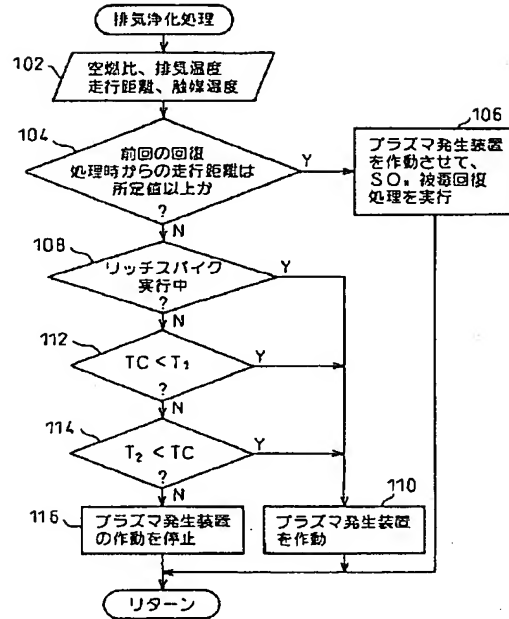 排気浄化処理
102
空燃比、排気温度
走行距離、触媒温度
104
前回の回復
処理時からの走行距離は
所定値以上か
?
Y
N
106
プラズマ発生装置
を作動させて、
SOx 被毒回復
処理を実行
108
リッチスパイク
実行中
?
Y
N
112
TC<T₁
?
Y
N
114
T₂<TC
?
Y
N
116
プラズマ発生装置
の作動を停止
110
プラズマ発生装置
を作動
リターン